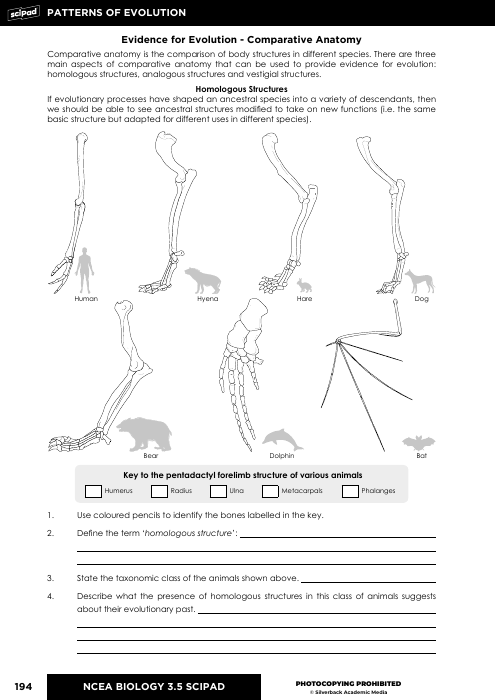 scipad PATTERNS OF EVOLUTION
Evidence for Evolution - Comparative Anatomy
Comparative anatomy is the comparison of body structures in different species. There are three
main aspects of comparative anatomy that can be used to provide evidence for evolution:
homologous structures, analogous structures and vestigial structures.
Homologous Structures
If evolutionary processes have shaped an ancestral species into a variety of descendants, then
we should be able to see ancestral structures modified to take on new functions (i.e. the same
basic structure but adapted for different uses in different species).
Human
Hyena
Hare
Dog
Bear
Dolphin
Bat
Key to the pentadactyl forelimb structure of various animals
Humerus Radius Ulna Metacarpals Phalanges
1. Use coloured pencils to identify the bones labelled in the key.
2. Define the term ‘homologous structure’:
3. State the taxonomic class of the animals shown above.
4. Describe what the presence of homologous structures in this class of animals suggests
about their evolutionary past.
194 NCEA BIOLOGY 3.5 SCIPAD
PHOTOCOPYING PROHIBITED
© Silverback Academic Media